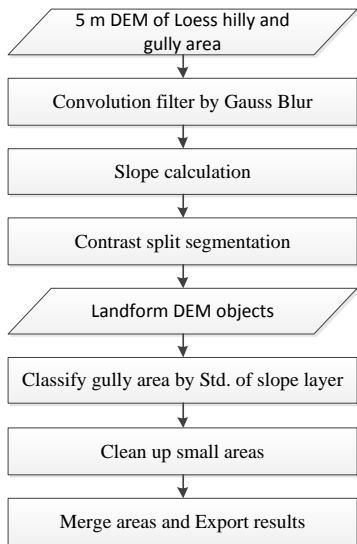 5 m DEM of Loess hilly and
gully area
Convolution filter by Gauss Blur
Slope calculation
Contrast split segmentation
Landform DEM objects
Classify gully area by Std. of slope layer
Clean up small areas
Merge areas and Export results